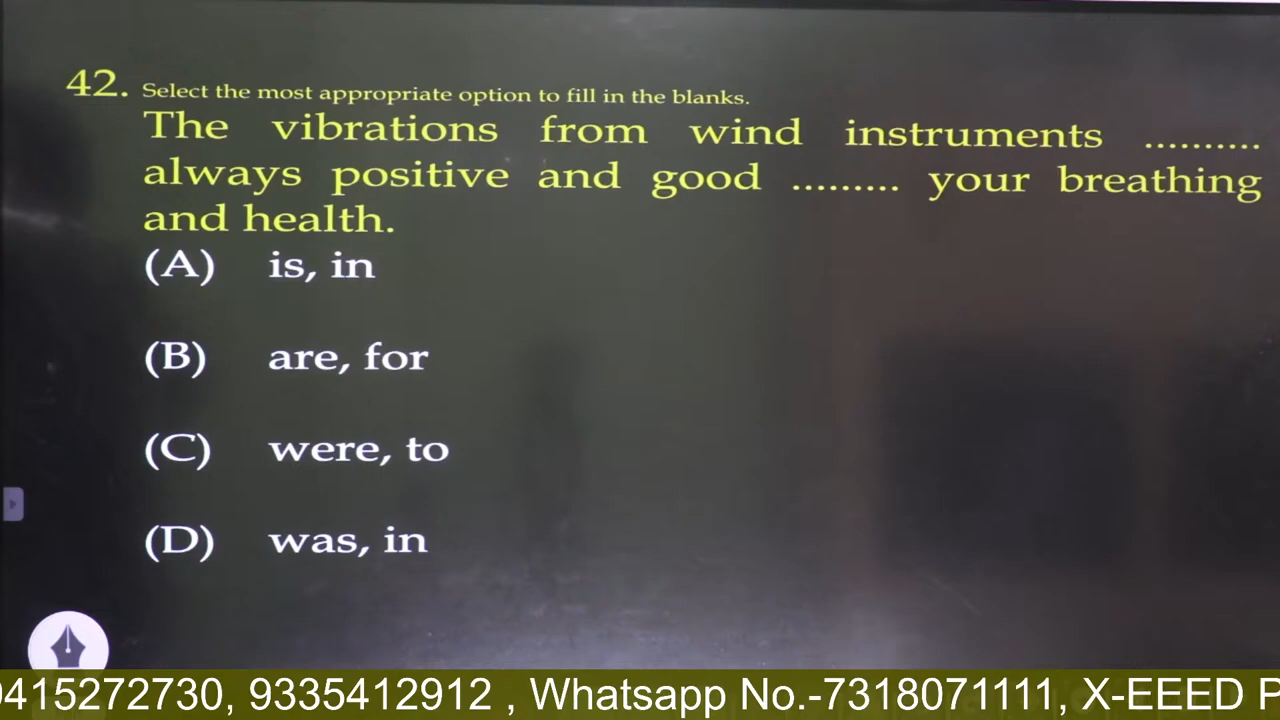 42. Select the most appropriate option to fill in the blanks.
The vibrations from wind instruments ..........
always positive and good ......... your breathing
and health.
(A) is, in
(B) are, for
(C) were, to
(D) was, in
9415272730, 9335412912 , Whatsapp No.-7318071111, X-EEED P